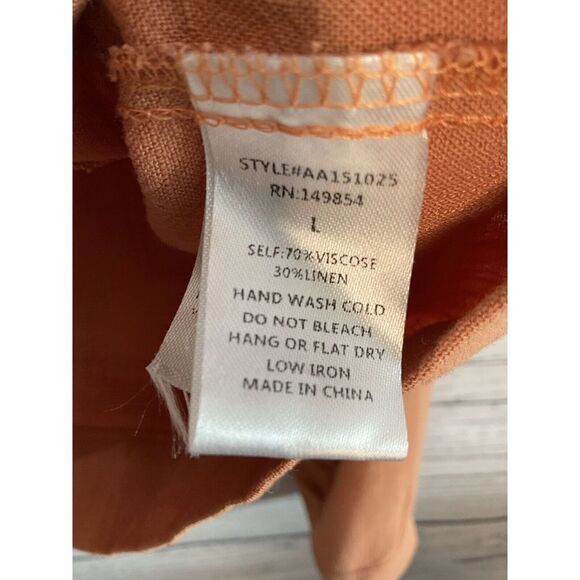 STYLE#AA151025
RN:149854
L
SELF:70%VISCOSE
30%LINEN
HAND WASH COLD
DO NOT BLEACH
HANG OR FLAT DRY
LOW IRON
MADE IN CHINA